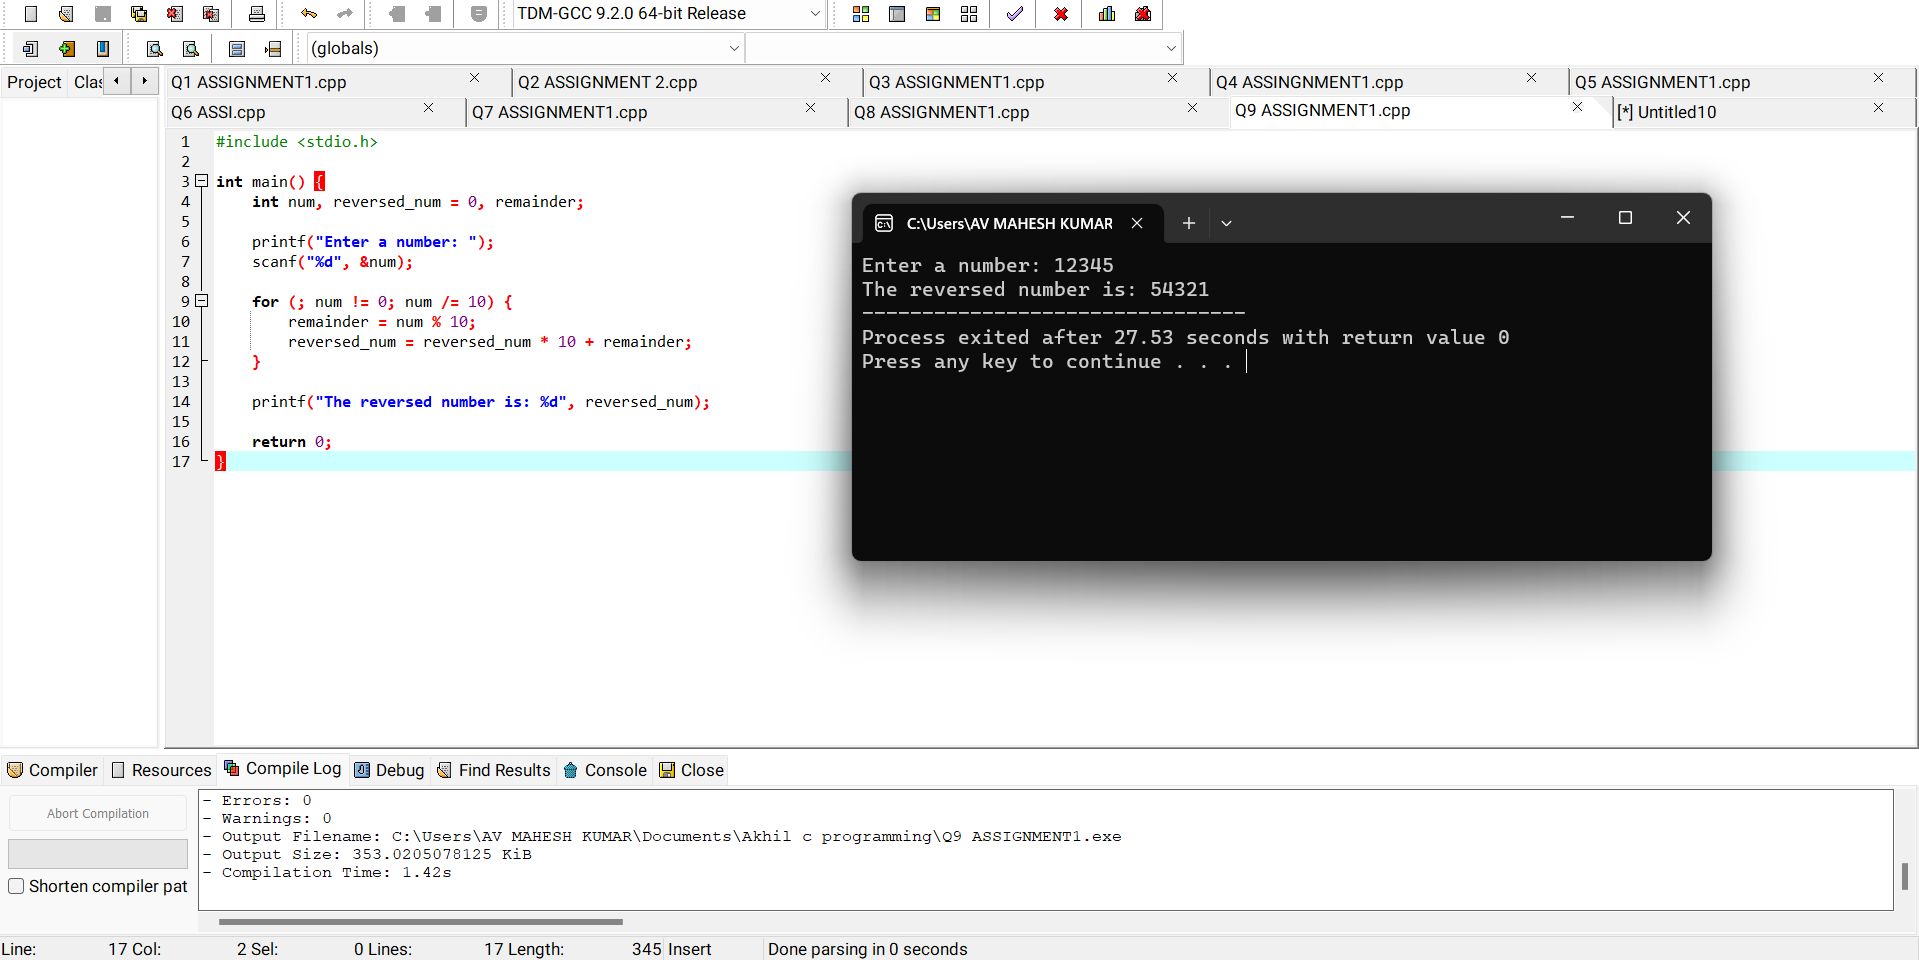 TDM-GCC 9.2.0 64-bit Release
(globals)
Project Clas
Q1 ASSIGNMENT1.cpp Q2 ASSIGNMENT 2.cpp Q3 ASSIGNMENT1.cpp Q4 ASSINGNMENT1.cpp Q5 ASSIGNMENT1.cpp
Q6 ASSI.cpp Q7 ASSIGNMENT1.cpp Q8 ASSIGNMENT1.cpp Q9 ASSIGNMENT1.cpp [*] Untitled10
1 #include <stdio.h>
2
3 int main() {
4 int num, reversed_num = 0, remainder;
5
6 printf("Enter a number: ");
7 scanf("%d", &num);
8
9 for (; num != 0; num /= 10) {
10 remainder = num % 10;
11 reversed_num = reversed_num * 10 + remainder;
12 }
13
14 printf("The reversed number is: %d", reversed_num);
15
16 return 0;
17 }
C:\Users\AV MAHESH KUMAR
Enter a number: 12345
The reversed number is: 54321
--------------------------------
Process exited after 27.53 seconds with return value 0
Press any key to continue . . .
Compiler Resources Compile Log Debug Find Results Console Close
Abort Compilation
Shorten compiler pat
- Errors: 0
- Warnings: 0
- Output Filename: C:\Users\AV MAHESH KUMAR\Documents\Akhil c programming\Q9 ASSIGNMENT1.exe
- Output Size: 353.0205078125 KiB
- Compilation Time: 1.42s
Line: 17 Col: 2 Sel: 0 Lines: 17 Length: 345 Insert Done parsing in 0 seconds